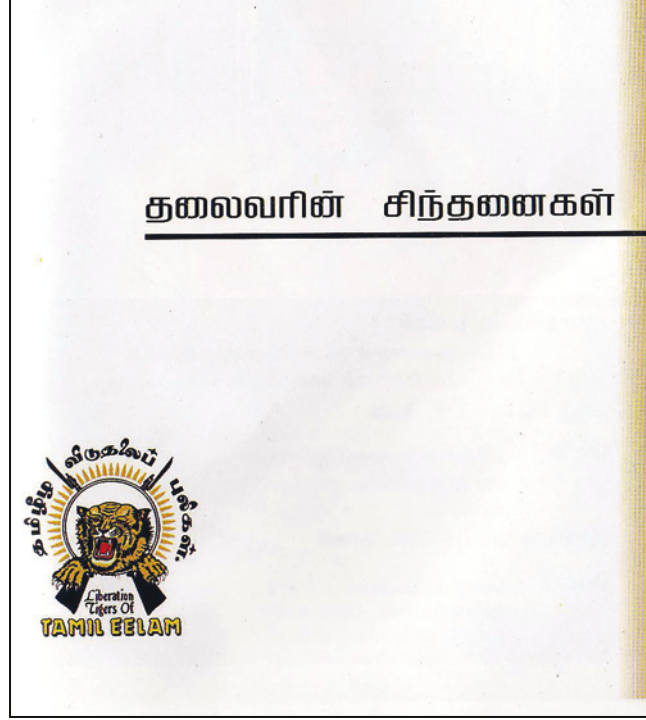 தலைவரின் சிந்தனைகள்
தமிழீழ விடுதலைப் புலிகள்.
Liberation
Tigers Of
TAMIL EELAM